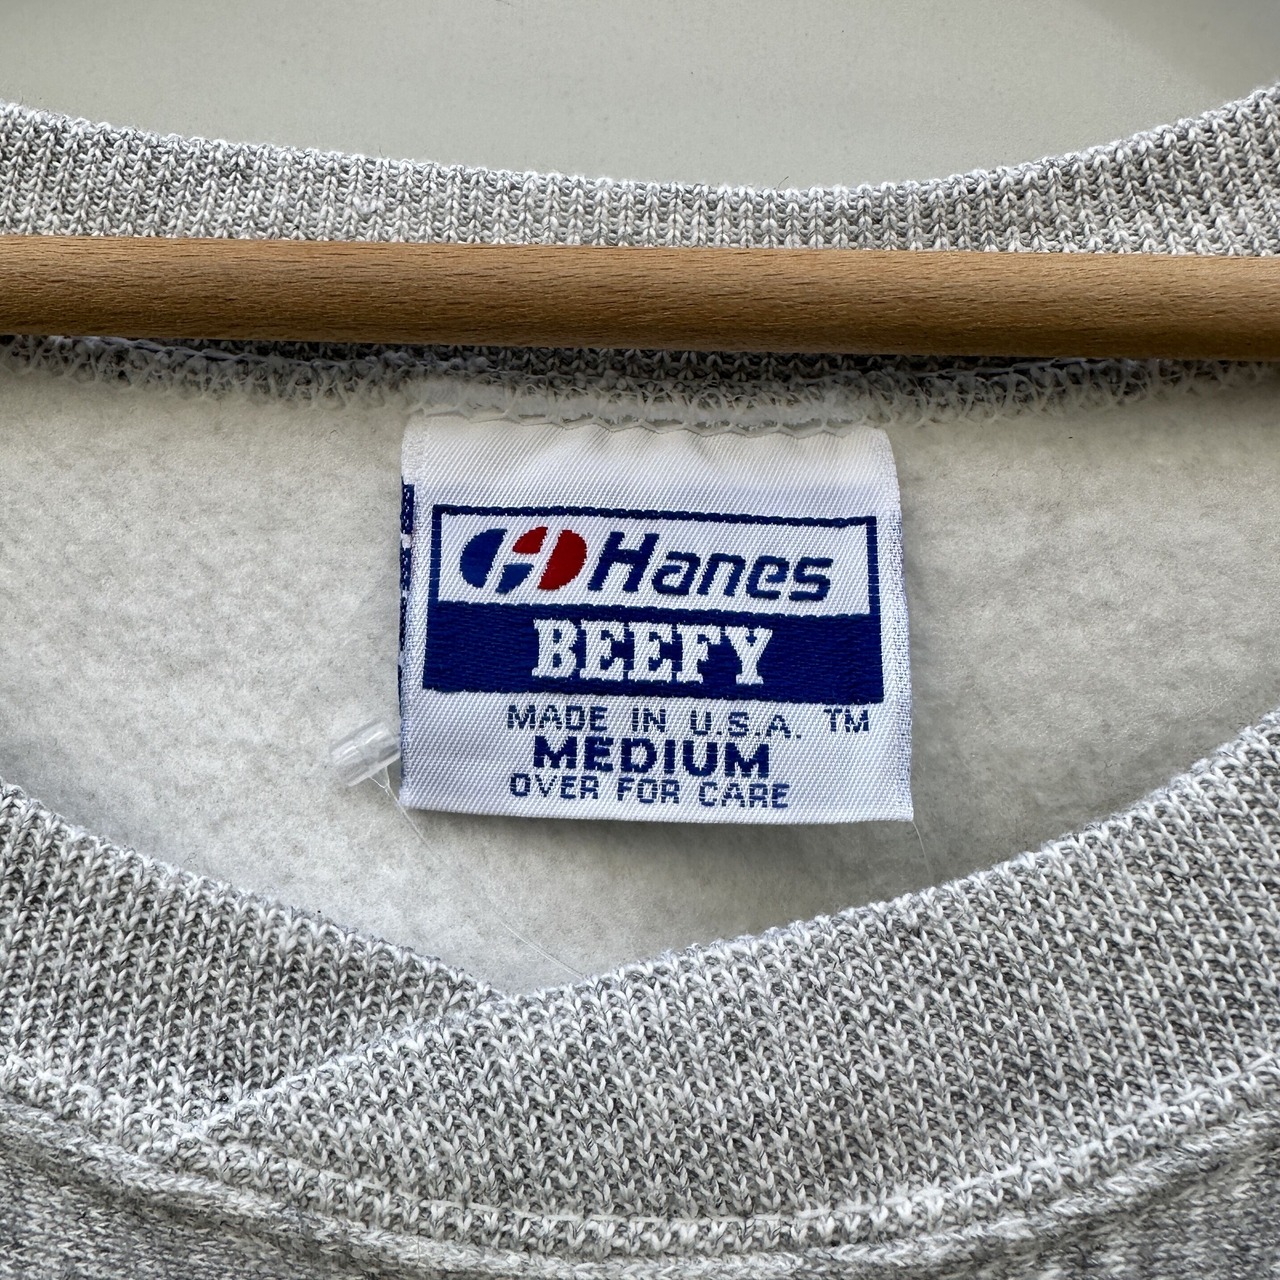 Hanes
BEEFY
MADE IN U.S.A. TM
MEDIUM
OVER FOR CARE